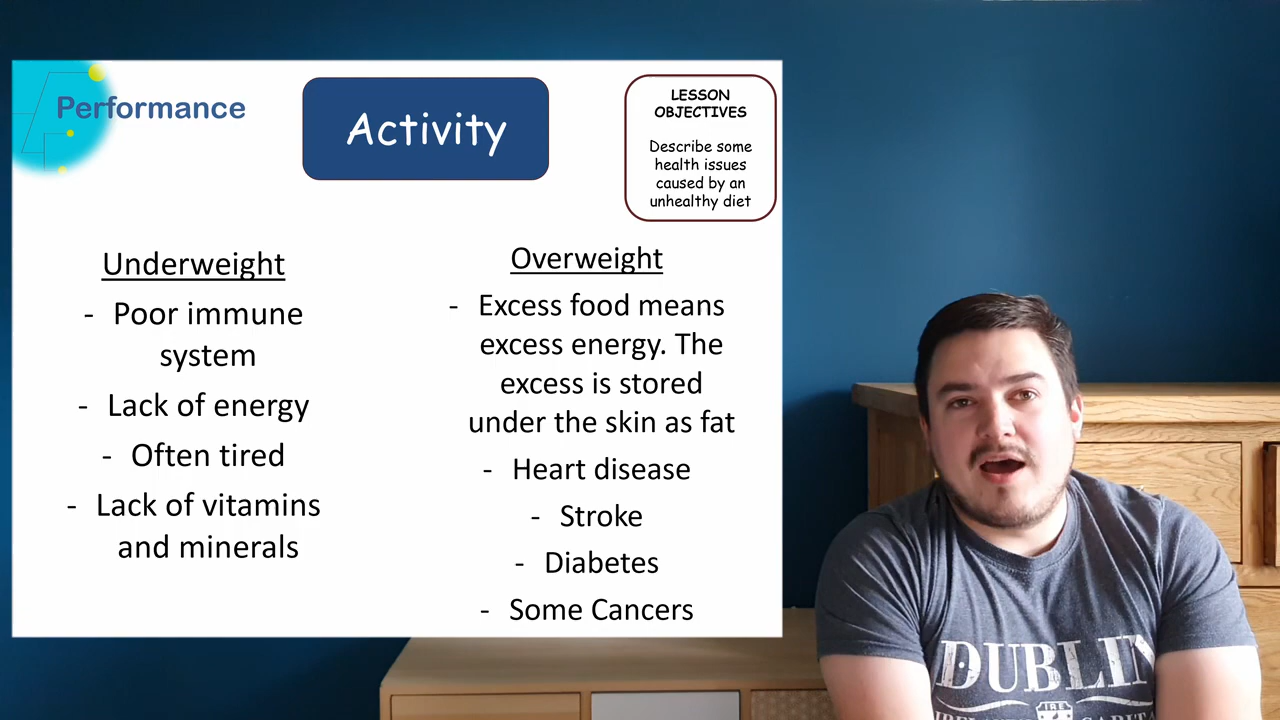 Performance
Activity
LESSON
OBJECTIVES
Describe some
health issues
caused by an
unhealthy diet
Underweight
- Poor immune
system
- Lack of energy
- Often tired
- Lack of vitamins
and minerals
Overweight
- Excess food means
excess energy. The
excess is stored
under the skin as fat
- Heart disease
- Stroke
- Diabetes
- Some Cancers
DUBLIN
IRE